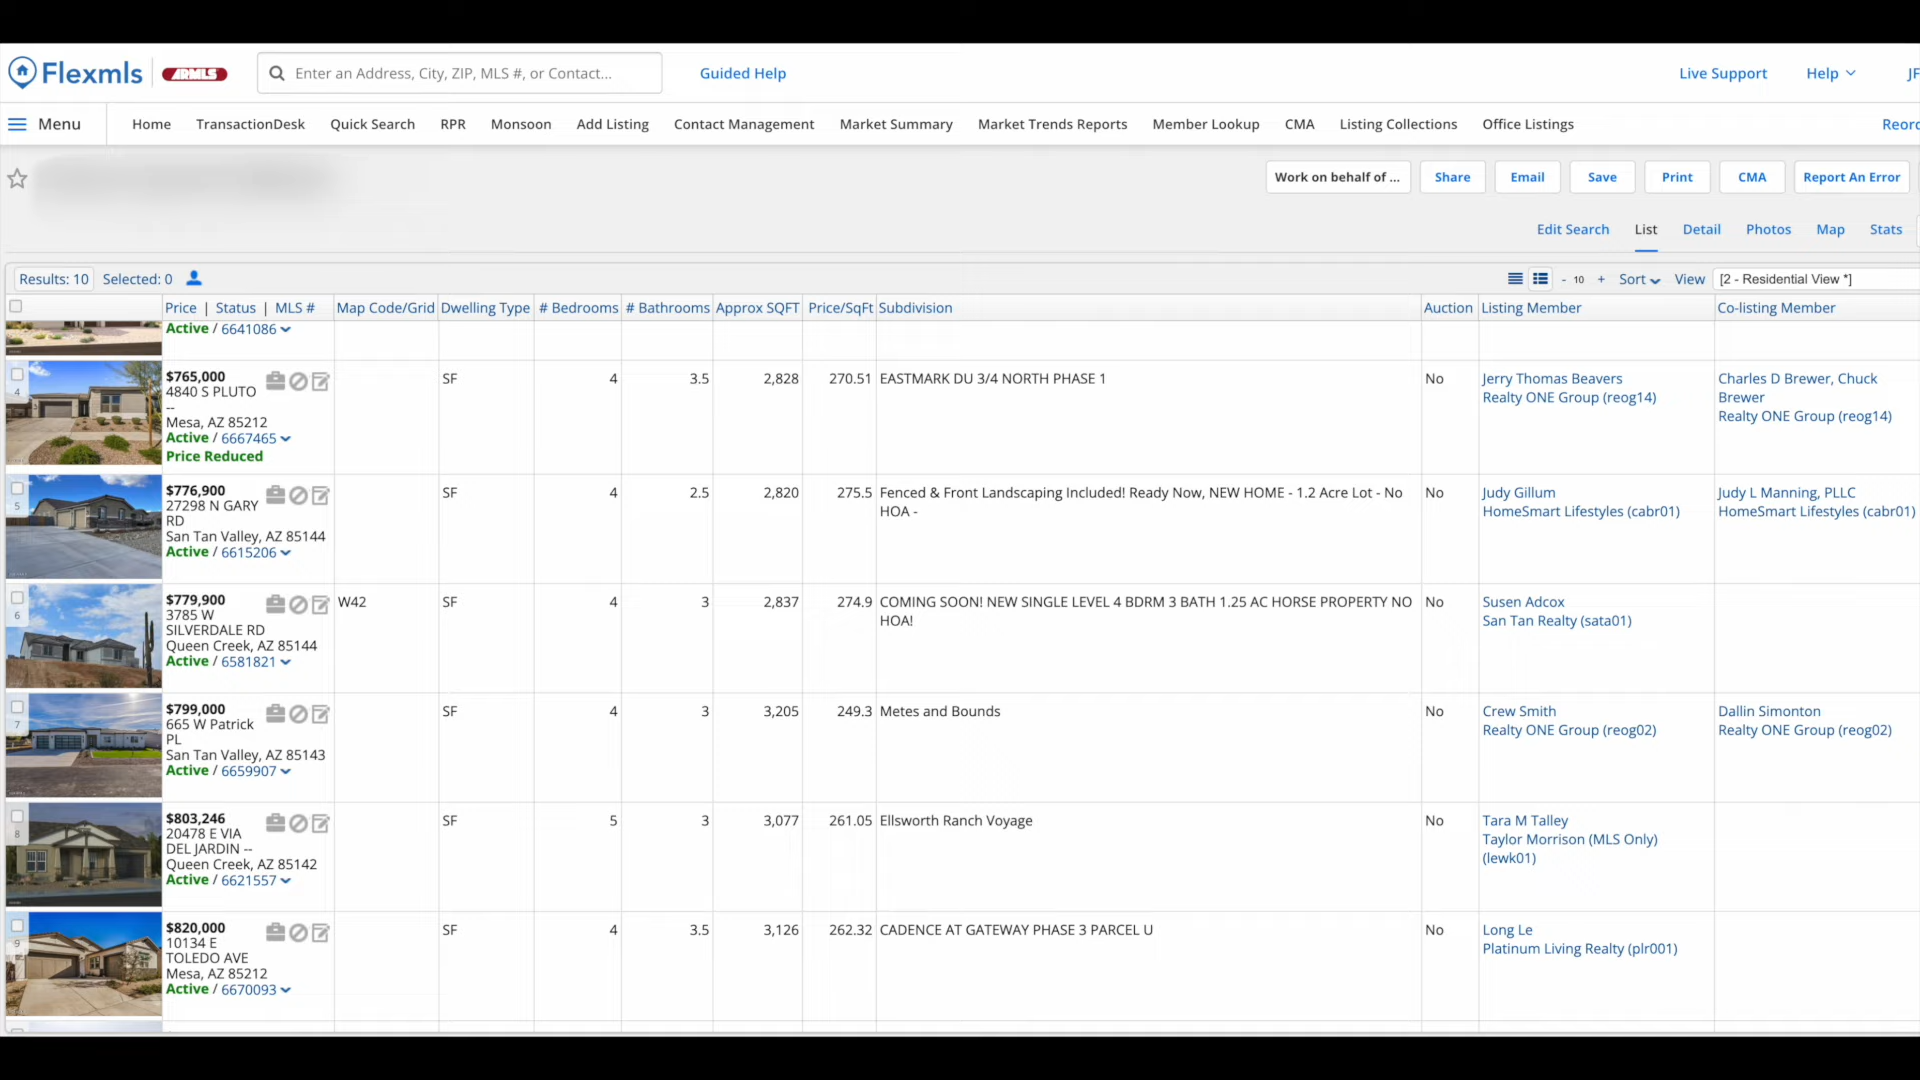 Flexmls ARMLS Enter an Address, City, ZIP, MLS #, or Contact... Guided Help Live Support Help JF
Menu Home TransactionDesk Quick Search RPR Monsoon Add Listing Contact Management Market Summary Market Trends Reports Member Lookup CMA Listing Collections Office Listings Reorc
Work on behalf of ... Share Email Save Print CMA Report An Error
Edit Search List Detail Photos Map Stats
Results: 10 Selected: 0 - 10 + Sort View [2 - Residential View *]
Price | Status | MLS # Map Code/Grid Dwelling Type # Bedrooms # Bathrooms Approx SQFT Price/SqFt Subdivision Auction Listing Member Co-listing Member
Active / 6641086
4
$765,000
4840 S PLUTO
--
Mesa, AZ 85212
Active / 6667465
Price Reduced
SF 4 3.5 2,828 270.51 EASTMARK DU 3/4 NORTH PHASE 1 No
Jerry Thomas Beavers
Realty ONE Group (reog14)
Charles D Brewer, Chuck
Brewer
Realty ONE Group (reog14)
5
$776,900
27298 N GARY
RD
San Tan Valley, AZ 85144
Active / 6615206
SF 4 2.5 2,820 275.5 Fenced & Front Landscaping Included! Ready Now, NEW HOME - 1.2 Acre Lot - No
HOA -
No
Judy Gillum
HomeSmart Lifestyles (cabr01)
Judy L Manning, PLLC
HomeSmart Lifestyles (cabr01)
6
$779,900
3785 W
SILVERDALE RD
Queen Creek, AZ 85144
Active / 6581821
W42 SF 4 3 2,837 274.9 COMING SOON! NEW SINGLE LEVEL 4 BDRM 3 BATH 1.25 AC HORSE PROPERTY NO
HOA!
No
Susen Adcox
San Tan Realty (sata01)
7
$799,000
665 W Patrick
PL
San Tan Valley, AZ 85143
Active / 6659907
SF 4 3 3,205 249.3 Metes and Bounds No
Crew Smith
Realty ONE Group (reog02)
Dallin Simonton
Realty ONE Group (reog02)
8
$803,246
20478 E VIA
DEL JARDIN --
Queen Creek, AZ 85142
Active / 6621557
SF 5 3 3,077 261.05 Ellsworth Ranch Voyage No
Tara M Talley
Taylor Morrison (MLS Only)
(lewk01)
9
$820,000
10134 E
TOLEDO AVE
Mesa, AZ 85212
Active / 6670093
SF 4 3.5 3,126 262.32 CADENCE AT GATEWAY PHASE 3 PARCEL U No
Long Le
Platinum Living Realty (plr001)